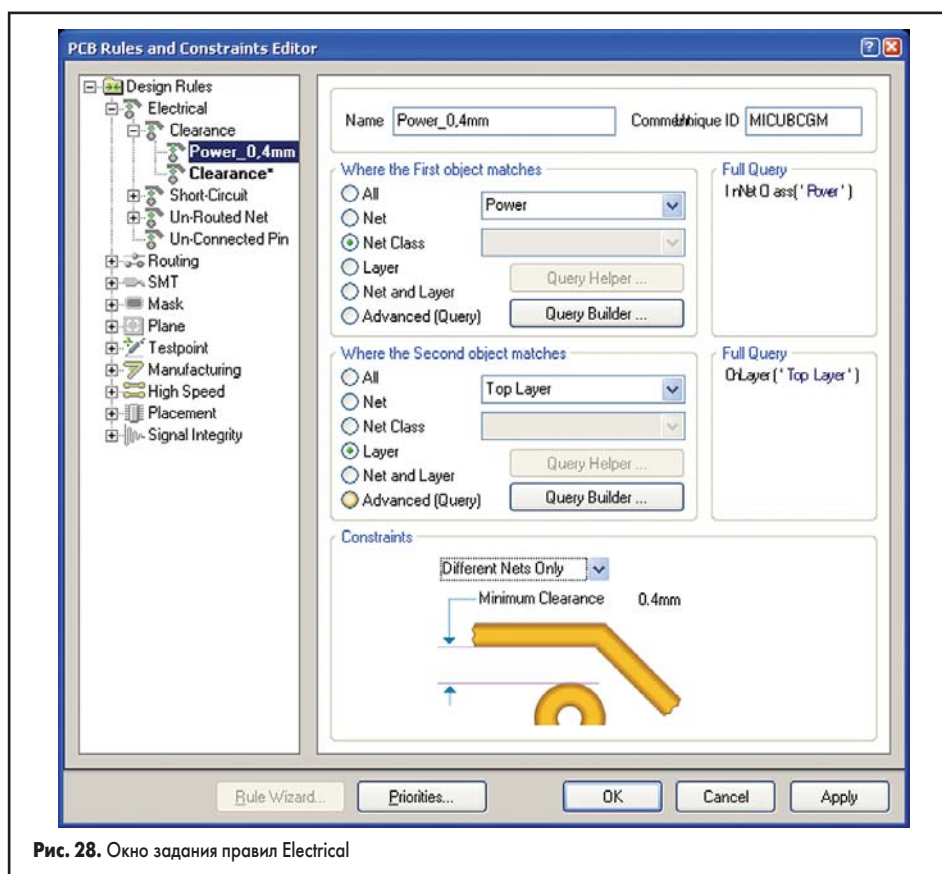 PCB Rules and Constraints Editor
Design Rules
Electrical
Clearance
Power_0,4mm
Clearance*
Short-Circuit
Un-Routed Net
Un-Connected Pin
Routing
SMT
Mask
Plane
Testpoint
Manufacturing
High Speed
Placement
Signal Integrity
Name Power_0,4mm Unique ID MICUBCGM
Where the First object matches
All
Net
Net Class
Layer
Net and Layer
Advanced (Query)
Power
Query Helper ...
Query Builder ...
Full Query
InNetClass('Power')
Where the Second object matches
All
Net
Net Class
Layer
Net and Layer
Advanced (Query)
Top Layer
Query Helper ...
Query Builder ...
Full Query
OnLayer('Top Layer')
Constraints
Different Nets Only
Minimum Clearance 0.4mm
Rule Wizard... Priorities... OK Cancel Apply
Рис. 28. Окно задания правил Electrical